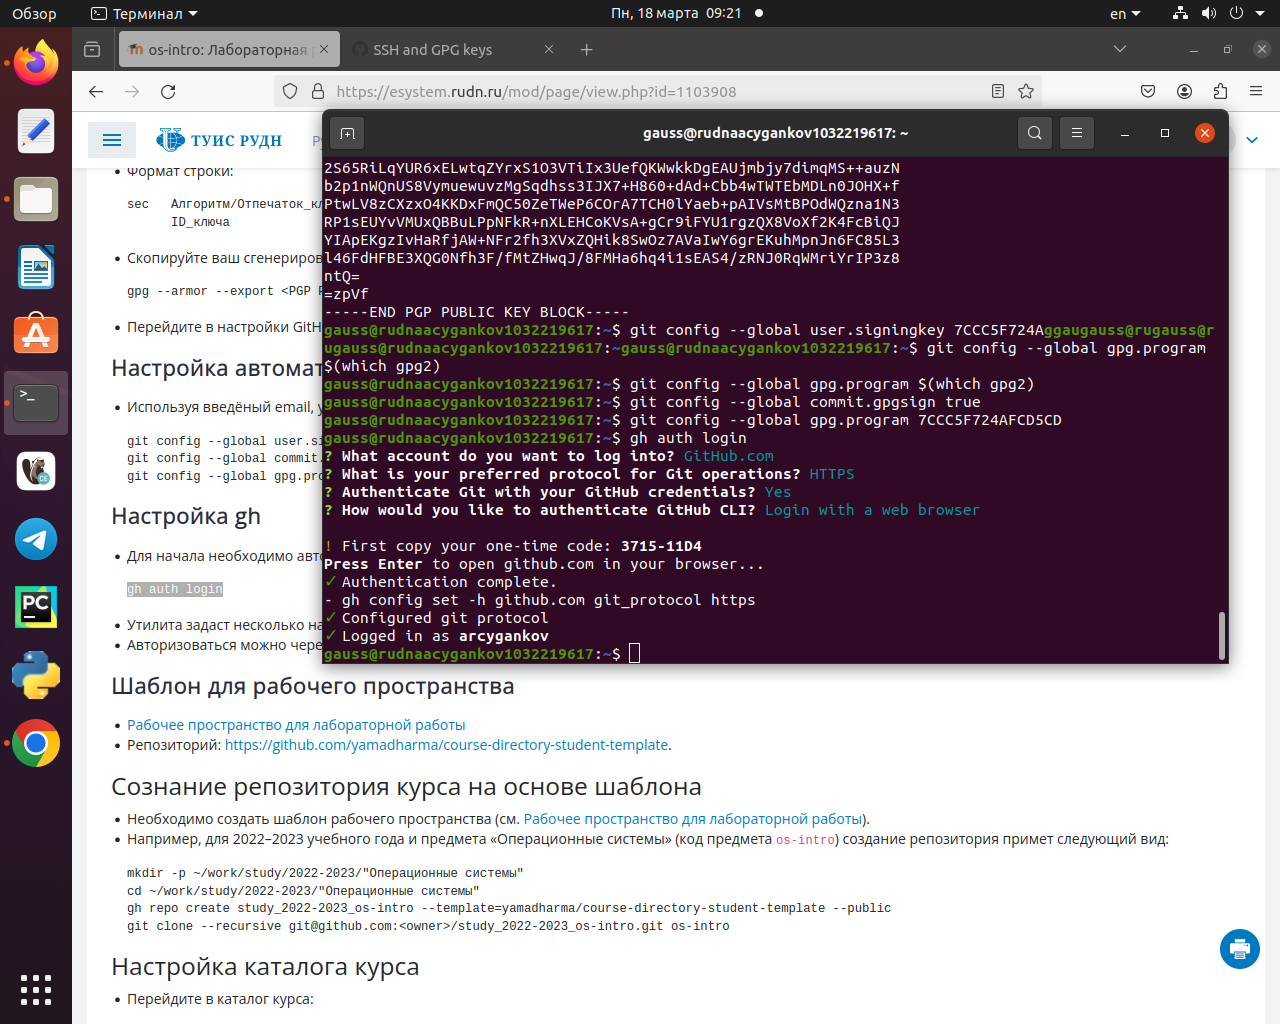 Обзор Терминал Пн, 18 марта 09:21 en
os-intro: Лабораторная SSH and GPG keys
https://esystem.rudn.ru/mod/page/view.php?id=1103908
ТУИС РУДН
gauss@rudnaacygankov1032219617: ~
2S65RiLqYUR6xELwtqZYrxS1O3VTiIx3UefQKWwkkDgEAUjmbjy7dimqMS++auzN
b2p1nWQnUS8VymuewuvzMgSqdhss3IJX7+H860+dAd+Cbb4wTWTEbMDLn0JOHX+f
PtwLV8zCXzxO4KKDxFmQC50ZeTWeP6COrA7TCH0lYaeb+pAIVsMtBPOdWQzna1N3
RP1sEUYvVMUxQBBuLPpNFkR+nXLEHCoKVsA+gCr9iFYU1rgzQX8VoXf2K4FcBiQJ
YIApEKgzIvHaRfjAW+NFr2fh3XVxZQHik8SwOz7AVaIwY6grEKuhMpnJn6FC85L3
l46FdHFBE3XQG0Nfh3F/fMtZHwqJ/8FMHa6hq4i1sEAS4/zRNJ0RqWMriYrIP3z8
ntQ=
=zpVf
-----END PGP PUBLIC KEY BLOCK-----
gauss@rudnaacygankov1032219617:~$ git config --global user.signingkey 7CCC5F724Aggaugauss@rugauss@r
ugauss@rudnaacygankov1032219617:~gauss@rudnaacygankov1032219617:~$ git config --global gpg.program
$(which gpg2)
gauss@rudnaacygankov1032219617:~$ git config --global gpg.program $(which gpg2)
gauss@rudnaacygankov1032219617:~$ git config --global commit.gpgsign true
gauss@rudnaacygankov1032219617:~$ git config --global gpg.program 7CCC5F724AFCD5CD
gauss@rudnaacygankov1032219617:~$ gh auth login
? What account do you want to log into? GitHub.com
? What is your preferred protocol for Git operations? HTTPS
? Authenticate Git with your GitHub credentials? Yes
? How would you like to authenticate GitHub CLI? Login with a web browser
! First copy your one-time code: 3715-11D4
Press Enter to open github.com in your browser...
✓ Authentication complete.
- gh config set -h github.com git_protocol https
✓ Configured git protocol
✓ Logged in as arcygankov
gauss@rudnaacygankov1032219617:~$
• Формат строки:
sec Алгоритм/Отпечаток_кл
ID_ключа
• Скопируйте ваш сгенериров
gpg --armor --export <PGP
• Перейдите в настройки GitH
Настройка автомат
• Используя введёный email, у
git config --global user.si
git config --global commit.
git config --global gpg.pro
Настройка gh
• Для начала необходимо авто
gh auth login
• Утилита задаст несколько на
• Авторизоваться можно чере
Шаблон для рабочего пространства
• Рабочее пространство для лабораторной работы
• Репозиторий: https://github.com/yamadharma/course-directory-student-template.
Сознание репозитория курса на основе шаблона
• Необходимо создать шаблон рабочего пространства (см. Рабочее пространство для лабораторной работы).
• Например, для 2022–2023 учебного года и предмета «Операционные системы» (код предмета os-intro) создание репозитория примет следующий вид:
mkdir -p ~/work/study/2022-2023/"Операционные системы"
cd ~/work/study/2022-2023/"Операционные системы"
gh repo create study_2022-2023_os-intro --template=yamadharma/course-directory-student-template --public
git clone --recursive git@github.com:<owner>/study_2022-2023_os-intro.git os-intro
Настройка каталога курса
• Перейдите в каталог курса: